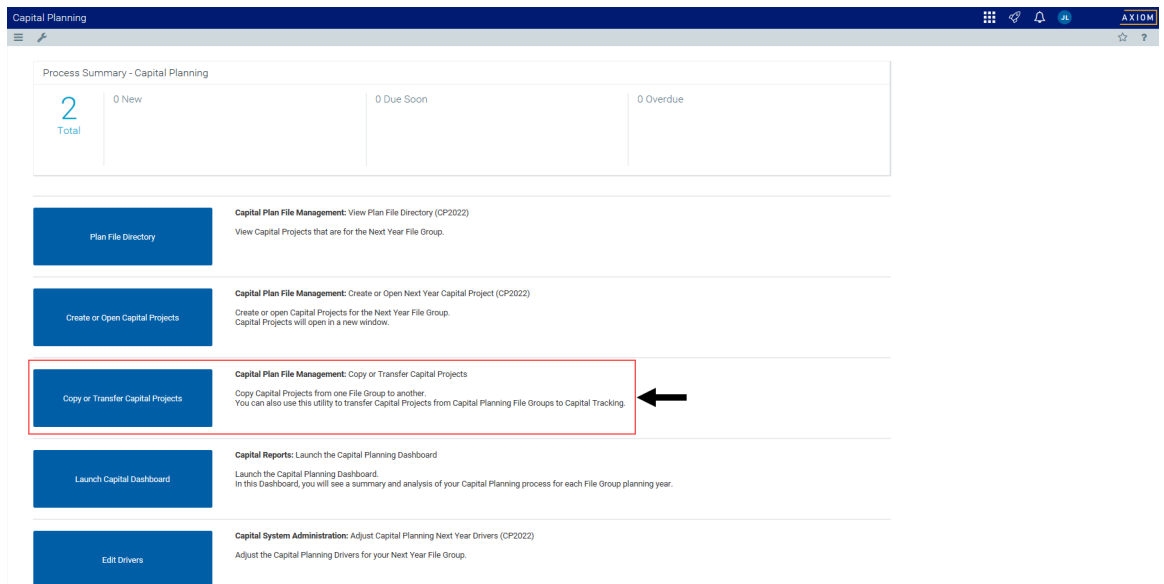 Capital Planning
JL
AXIOM
?
Process Summary - Capital Planning
2
Total
0 New
0 Due Soon
0 Overdue
Plan File Directory
Capital Plan File Management: View Plan File Directory (CP2022)
View Capital Projects that are for the Next Year File Group.
Create or Open Capital Projects
Capital Plan File Management: Create or Open Next Year Capital Project (CP2022)
Create or open Capital Projects for the Next Year File Group.
Capital Projects will open in a new window.
Copy or Transfer Capital Projects
Capital Plan File Management: Copy or Transfer Capital Projects
Copy Capital Projects from one File Group to another.
You can also use this utility to transfer Capital Projects from Capital Planning File Groups to Capital Tracking.
Launch Capital Dashboard
Capital Reports: Launch the Capital Planning Dashboard
Launch the Capital Planning Dashboard.
In this Dashboard, you will see a summary and analysis of your Capital Planning process for each File Group planning year.
Edit Drivers
Capital System Administration: Adjust Capital Planning Next Year Drivers (CP2022)
Adjust the Capital Planning Drivers for your Next Year File Group.